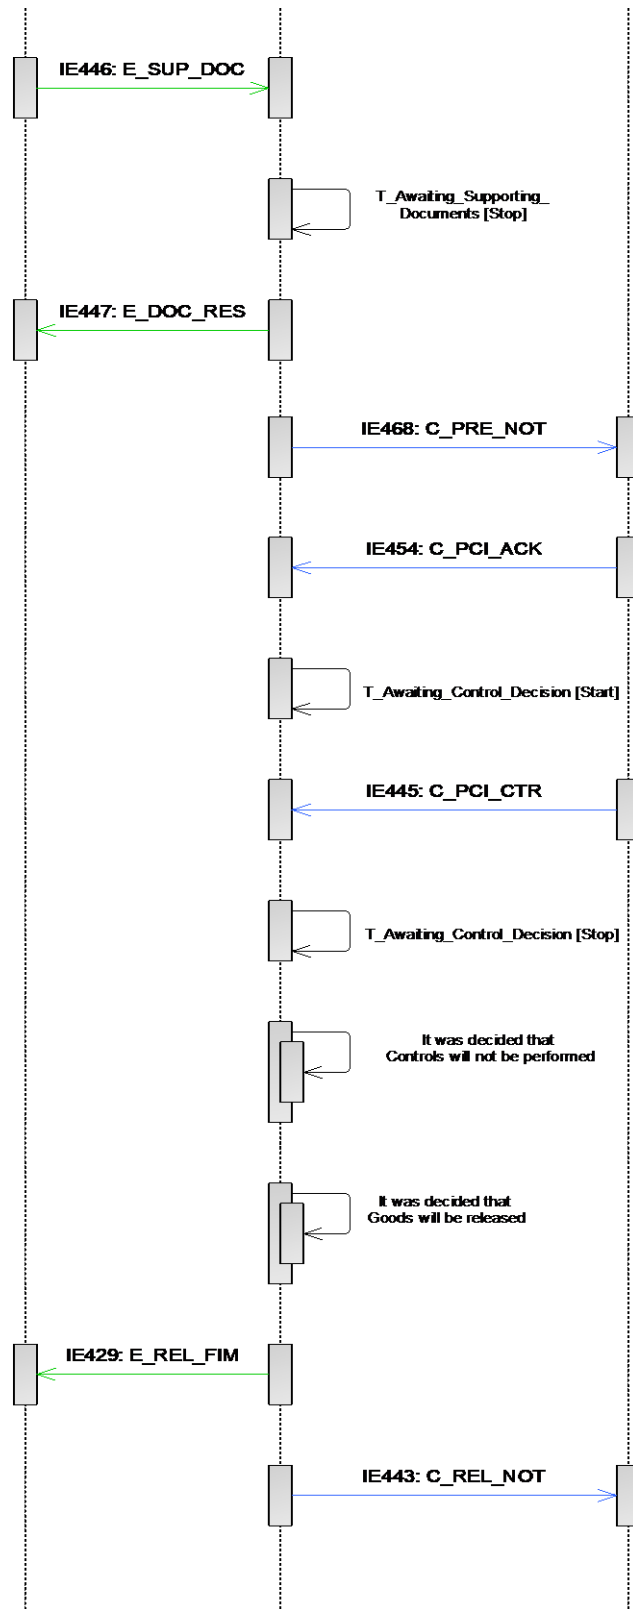 IE446: E_SUP_DOC
T_Awaiting_Supporting_
Documents [Stop]
IE447: E_DOC_RES
IE468: C_PRE_NOT
IE454: C_PCI_ACK
T_Awaiting_Control_Decision [Start]
IE445: C_PCI_CTR
T_Awaiting_Control_Decision [Stop]
It was decided that
Controls will not be performed
It was decided that
Goods will be released
IE429: E_REL_FIM
IE443: C_REL_NOT